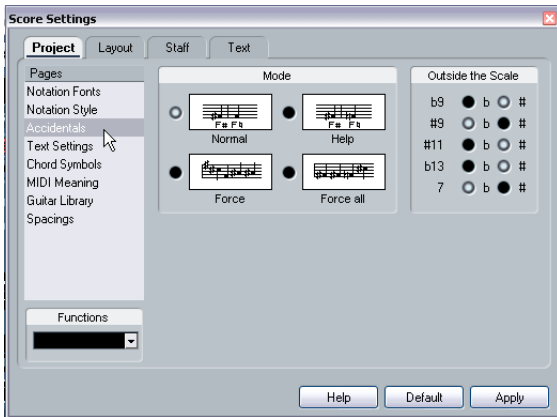 Score Settings
Project Layout Staff Text
Pages
Notation Fonts
Notation Style
Accidentals
Text Settings
Chord Symbols
MIDI Meaning
Guitar Library
Spacings
Functions
Mode
F# F♮
Normal
F# F♮
Help
Force
Force all
Outside the Scale
b9 b #
#9 b #
#11 b #
b13 b #
7 b #
Help Default Apply